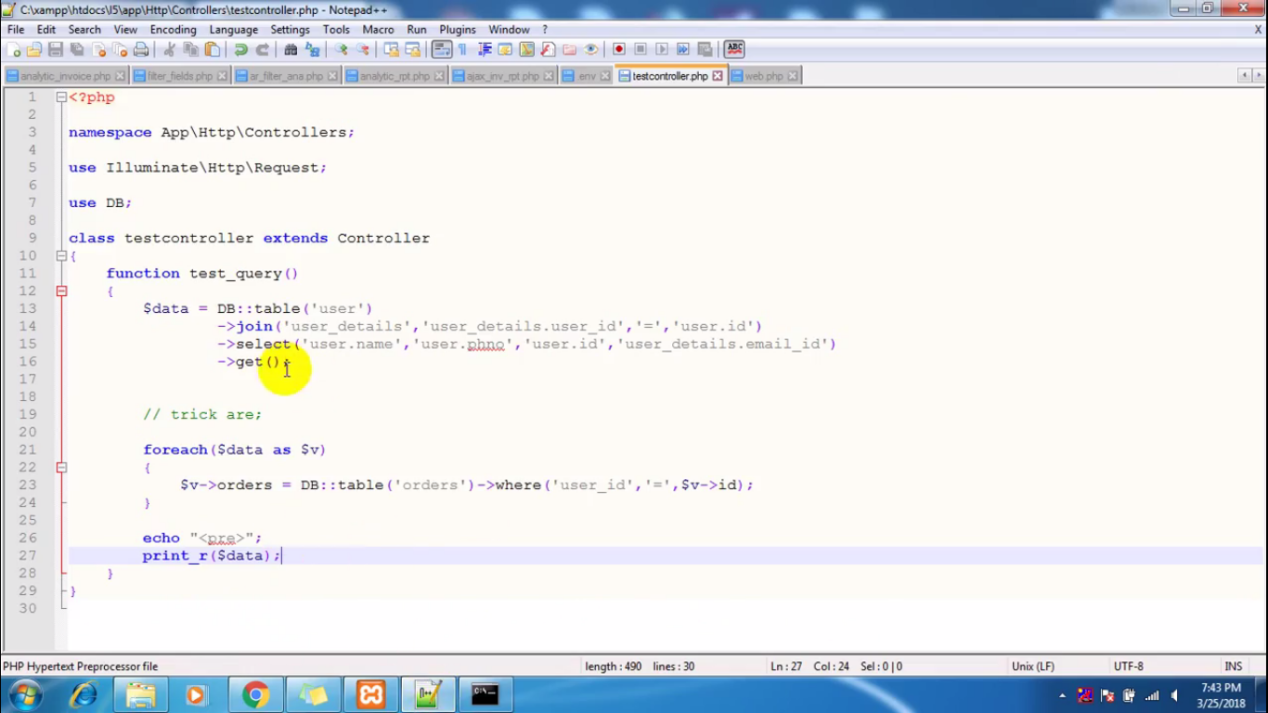 C:\xampp\htdocs\l5\app\Http\Controllers\testcontroller.php - Notepad++
File Edit Search View Encoding Language Settings Tools Macro Run Plugins Window ? X
analytic_invoice.php filter_fields.php ar_filter_ana.php analytic_rpt.php ajax_inv_rpt.php env testcontroller.php web.php
1 <?php
2
3 namespace App\Http\Controllers;
4
5 use Illuminate\Http\Request;
6
7 use DB;
8
9 class testcontroller extends Controller
10 {
11 function test_query()
12 {
13 $data = DB::table('user')
14 ->join('user_details','user_details.user_id','=','user.id')
15 ->select('user.name','user.phno','user.id','user_details.email_id')
16 ->get();
17
18
19 // trick are;
20
21 foreach($data as $v)
22 {
23 $v->orders = DB::table('orders')->where('user_id','=',$v->id);
24 }
25
26 echo "<pre>";
27 print_r($data);
28 }
29 }
30
PHP Hypertext Preprocessor file length : 490 lines : 30 Ln : 27 Col : 24 Sel : 0 | 0 Unix (LF) UTF-8 INS
7:43 PM
3/25/2018